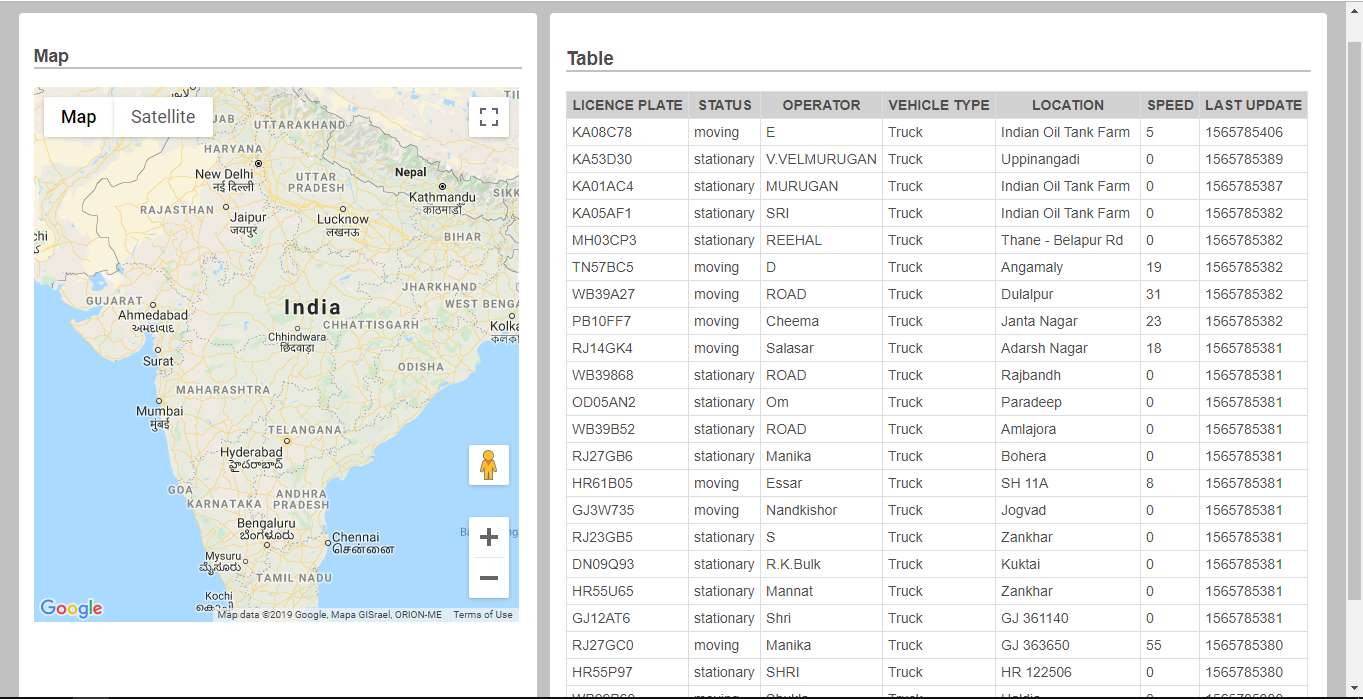 Map
Map
Satellite
TIE
JAB
UTTARAKHAND
HARYANA
New Delhi
नई दिल्ली
UTTAR
PRADESH
Nepal
Kathmandu
काठमाडौँ
SIKK
RAJASTHAN
Jaipur
जयपुर
Lucknow
लखनऊ
chi
BIHAR
JHARKHAND
GUJARAT
Ahmedabad
અમદાવાદ
India
WEST BENGA
CHHATTISGARH
Kolka
কলক
Chhindwara
छिंदवाड़ा
Surat
ODISHA
MAHARASHTRA
Mumbai
मुंबई
TELANGANA
Hyderabad
హైదరాబాద్
GOA
KARNATAKA
ANDHRA
PRADESH
Bengaluru
ಬೆಂಗಳೂರು
Chennai
சென்னை
Mysuru
ಮೈಸೂರು
TAMIL NADU
Kochi
കൊച്ചി
Google
Map data ©2019 Google, Mapa GISrael, ORION-ME Terms of Use
Table
LICENCE PLATE STATUS OPERATOR VEHICLE TYPE LOCATION SPEED LAST UPDATE
KA08C78 moving E Truck Indian Oil Tank Farm 5 1565785406
KA53D30 stationary V.VELMURUGAN Truck Uppinangadi 0 1565785389
KA01AC4 stationary MURUGAN Truck Indian Oil Tank Farm 0 1565785387
KA05AF1 stationary SRI Truck Indian Oil Tank Farm 0 1565785382
MH03CP3 stationary REEHAL Truck Thane - Belapur Rd 0 1565785382
TN57BC5 moving D Truck Angamaly 19 1565785382
WB39A27 moving ROAD Truck Dulalpur 31 1565785382
PB10FF7 moving Cheema Truck Janta Nagar 23 1565785382
RJ14GK4 moving Salasar Truck Adarsh Nagar 18 1565785381
WB39868 stationary ROAD Truck Rajbandh 0 1565785381
OD05AN2 stationary Om Truck Paradeep 0 1565785381
WB39B52 stationary ROAD Truck Amlajora 0 1565785381
RJ27GB6 stationary Manika Truck Bohera 0 1565785381
HR61B05 moving Essar Truck SH 11A 8 1565785381
GJ3W735 moving Nandkishor Truck Jogvad 0 1565785381
RJ23GB5 stationary S Truck Zankhar 0 1565785381
DN09Q93 stationary R.K.Bulk Truck Kuktai 0 1565785381
HR55U65 stationary Mannat Truck Zankhar 0 1565785381
GJ12AT6 stationary Shri Truck GJ 361140 0 1565785381
RJ27GC0 moving Manika Truck GJ 363650 55 1565785380
HR55P97 stationary SHRI Truck HR 122506 0 1565785380